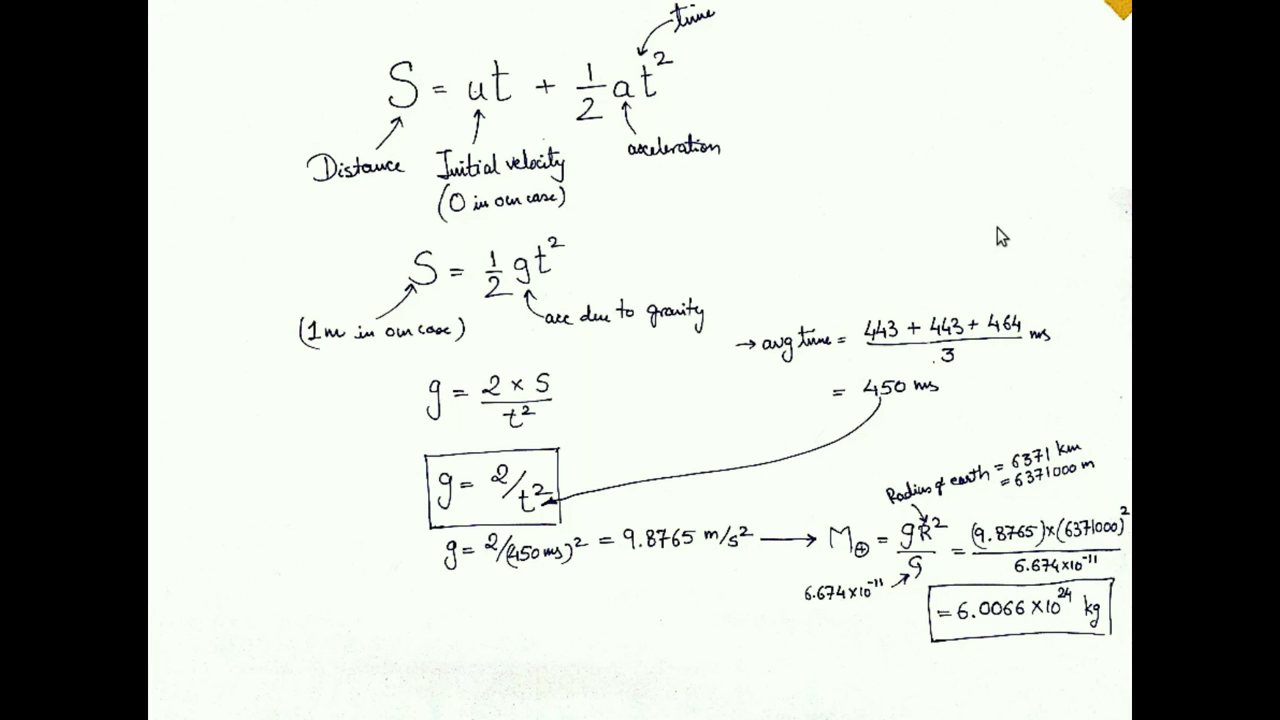 time
S = ut + 1/2 at²
Distance
Initial velocity
(0 in our case)
acceleration
S = 1/2 gt²
(1m in our case)
acc due to gravity
→ avg time = (443 + 443 + 464)/3 ms
= 450 ms
g = (2 × S)/t²
g = 2/t²
g = 2/(450 ms)² = 9.8765 m/s² → M⊕ = gR²/G = (9.8765)×(6371000)²/6.674×10⁻¹¹
Radius of earth = 6371 km
= 6371000 m
6.674×10⁻¹¹
= 6.0066 × 10²⁴ kg